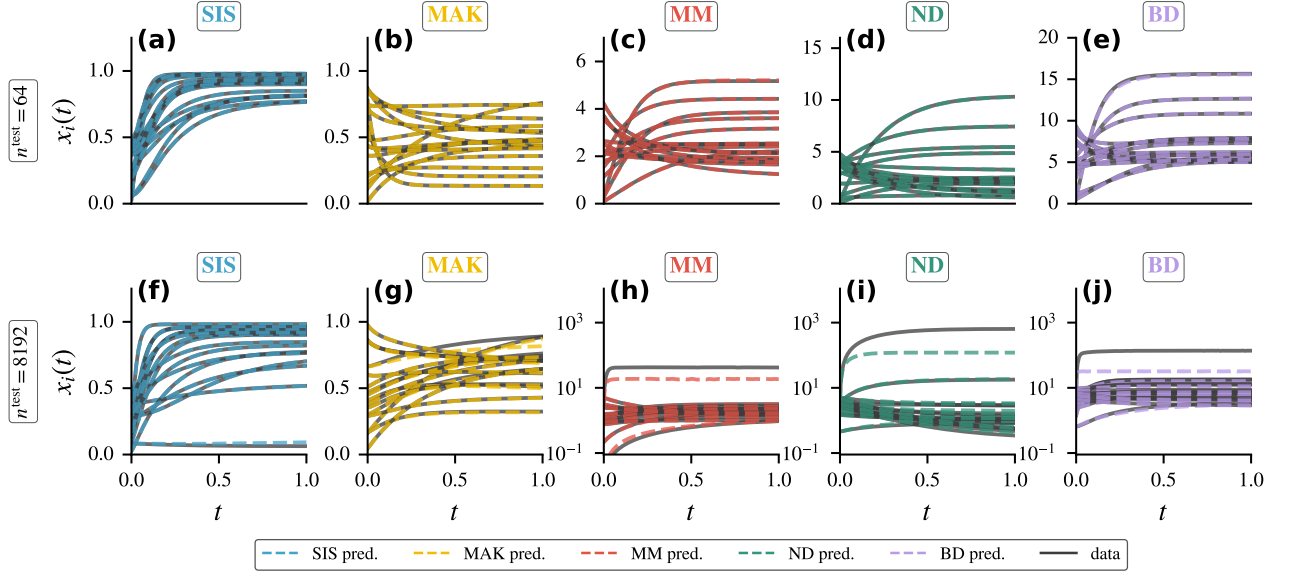 SIS MAK MM ND BD
(a) (b) (c) (d) (e)
n^test = 64
x_i(t)
1.0 0.5 0.0
1.0 0.5 0.0
6 4 2 0
15 10 5 0
20 15 10 5 0
SIS MAK MM ND BD
(f) (g) (h) (i) (j)
n^test = 8192
x_i(t)
1.0 0.5 0.0
1.0 0.5 0.0
10^3 10^1 10^−1
10^3 10^1 10^−1
10^3 10^1 10^−1
0.0 0.5 1.0 0.0 0.5 1.0 0.0 0.5 1.0 0.0 0.5 1.0 0.0 0.5 1.0
t t t t t
SIS pred. MAK pred. MM pred. ND pred. BD pred. data